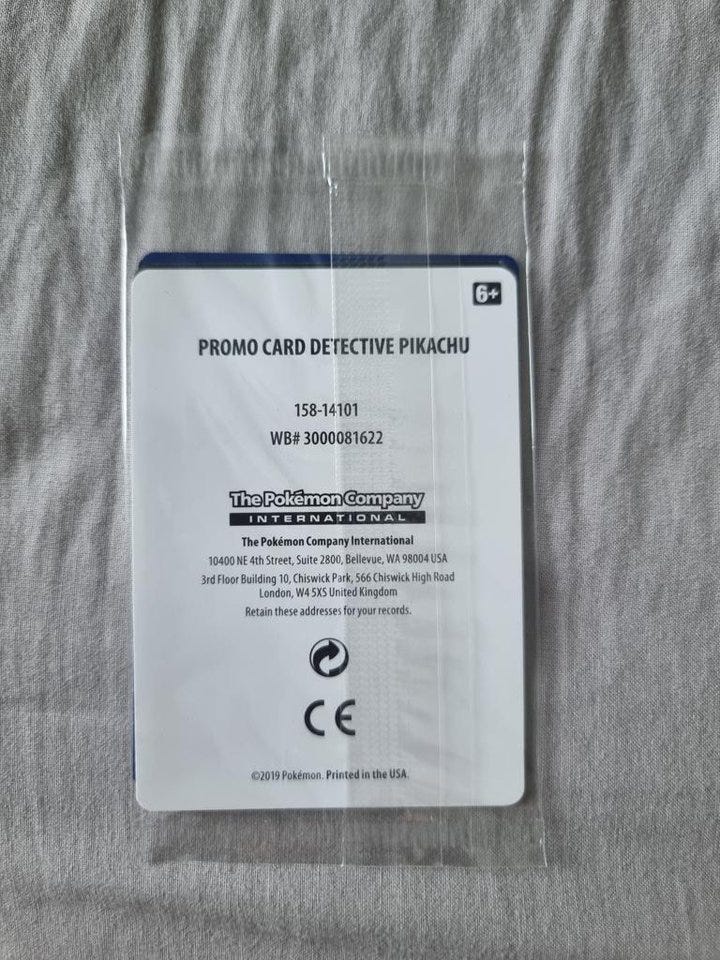 6+
PROMO CARD DETECTIVE PIKACHU
158-14101
WB# 3000081622
The Pokémon Company
INTERNATIONAL
The Pokémon Company International
10400 NE 4th Street, Suite 2800, Bellevue, WA 98004 USA
3rd Floor Building 10, Chiswick Park, 566 Chiswick High Road
London, W4 5XS United Kingdom
Retain these addresses for your records.
CE
©2019 Pokémon. Printed in the USA.